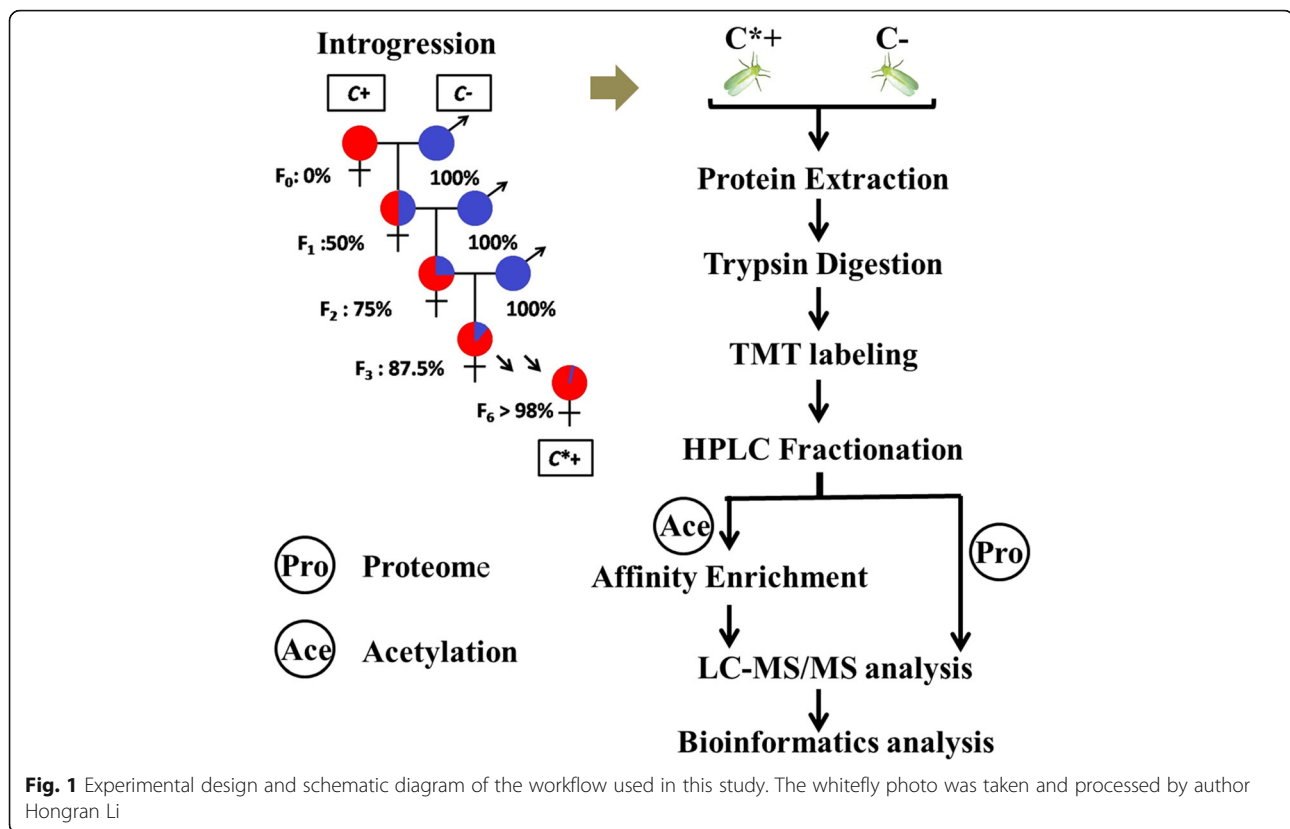 Introgression
C+ C-
F₀: 0% 100%
F₁ :50% 100%
F₂ : 75% 100%
F₃ : 87.5%
F₆ > 98%
C*+
Pro Proteome
Ace Acetylation
C*+ C-
Protein Extraction
Trypsin Digestion
TMT labeling
HPLC Fractionation
Ace
Pro
Affinity Enrichment
LC-MS/MS analysis
Bioinformatics analysis
Fig. 1 Experimental design and schematic diagram of the workflow used in this study. The whitefly photo was taken and processed by author
Hongran Li